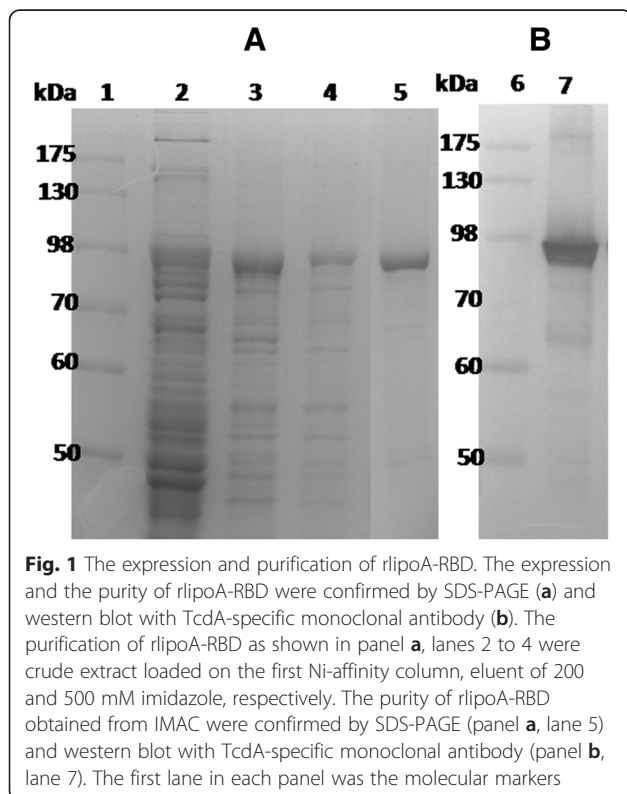 A
B
kDa 1 2 3 4 5
kDa 6 7
175
130
98
70
60
50
175
130
98
70
60
50
Fig. 1 The expression and purification of rlipoA-RBD. The expression
and the purity of rlipoA-RBD were confirmed by SDS-PAGE (a) and
western blot with TcdA-specific monoclonal antibody (b). The
purification of rlipoA-RBD as shown in panel a, lanes 2 to 4 were
crude extract loaded on the first Ni-affinity column, eluent of 200
and 500 mM imidazole, respectively. The purity of rlipoA-RBD
obtained from IMAC were confirmed by SDS-PAGE (panel a, lane 5)
and western blot with TcdA-specific monoclonal antibody (panel b,
lane 7). The first lane in each panel was the molecular markers